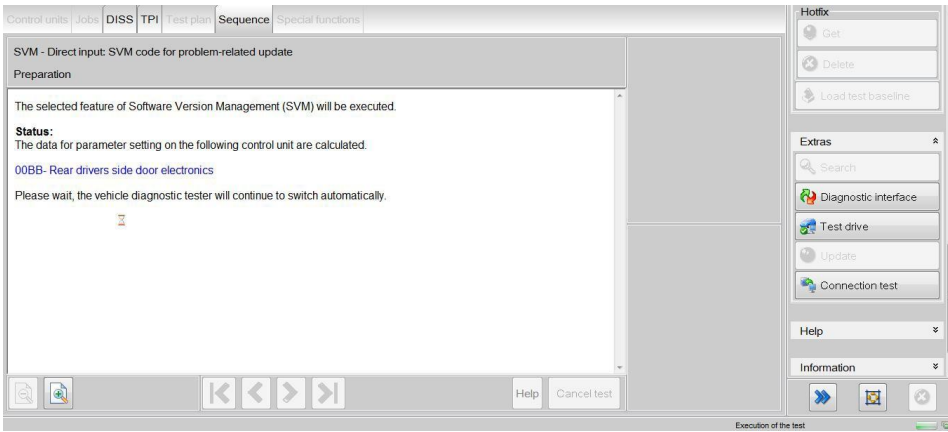 Control units Jobs DISS TPI Test plan Sequence Special functions
SVM - Direct input: SVM code for problem-related update
Preparation
The selected feature of Software Version Management (SVM) will be executed.
Status:
The data for parameter setting on the following control unit are calculated.
00BB- Rear drivers side door electronics
Please wait, the vehicle diagnostic tester will continue to switch automatically.
Help Cancel test
Hotfix
Get
Delete
Load test baseline
Extras
Search
Diagnostic interface
Test drive
Update
Connection test
Help
Information
Execution of the test